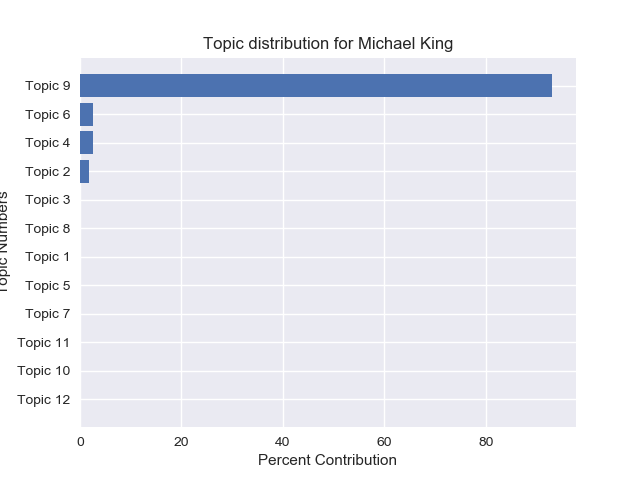 Topic distribution for Michael King
Topic 9
Topic 6
Topic 4
Topic 2
Topic 3
Topic 8
Topic 1
Topic 5
Topic 7
Topic 11
Topic 10
Topic 12
Topic Numbers
0 20 40 60 80
Percent Contribution